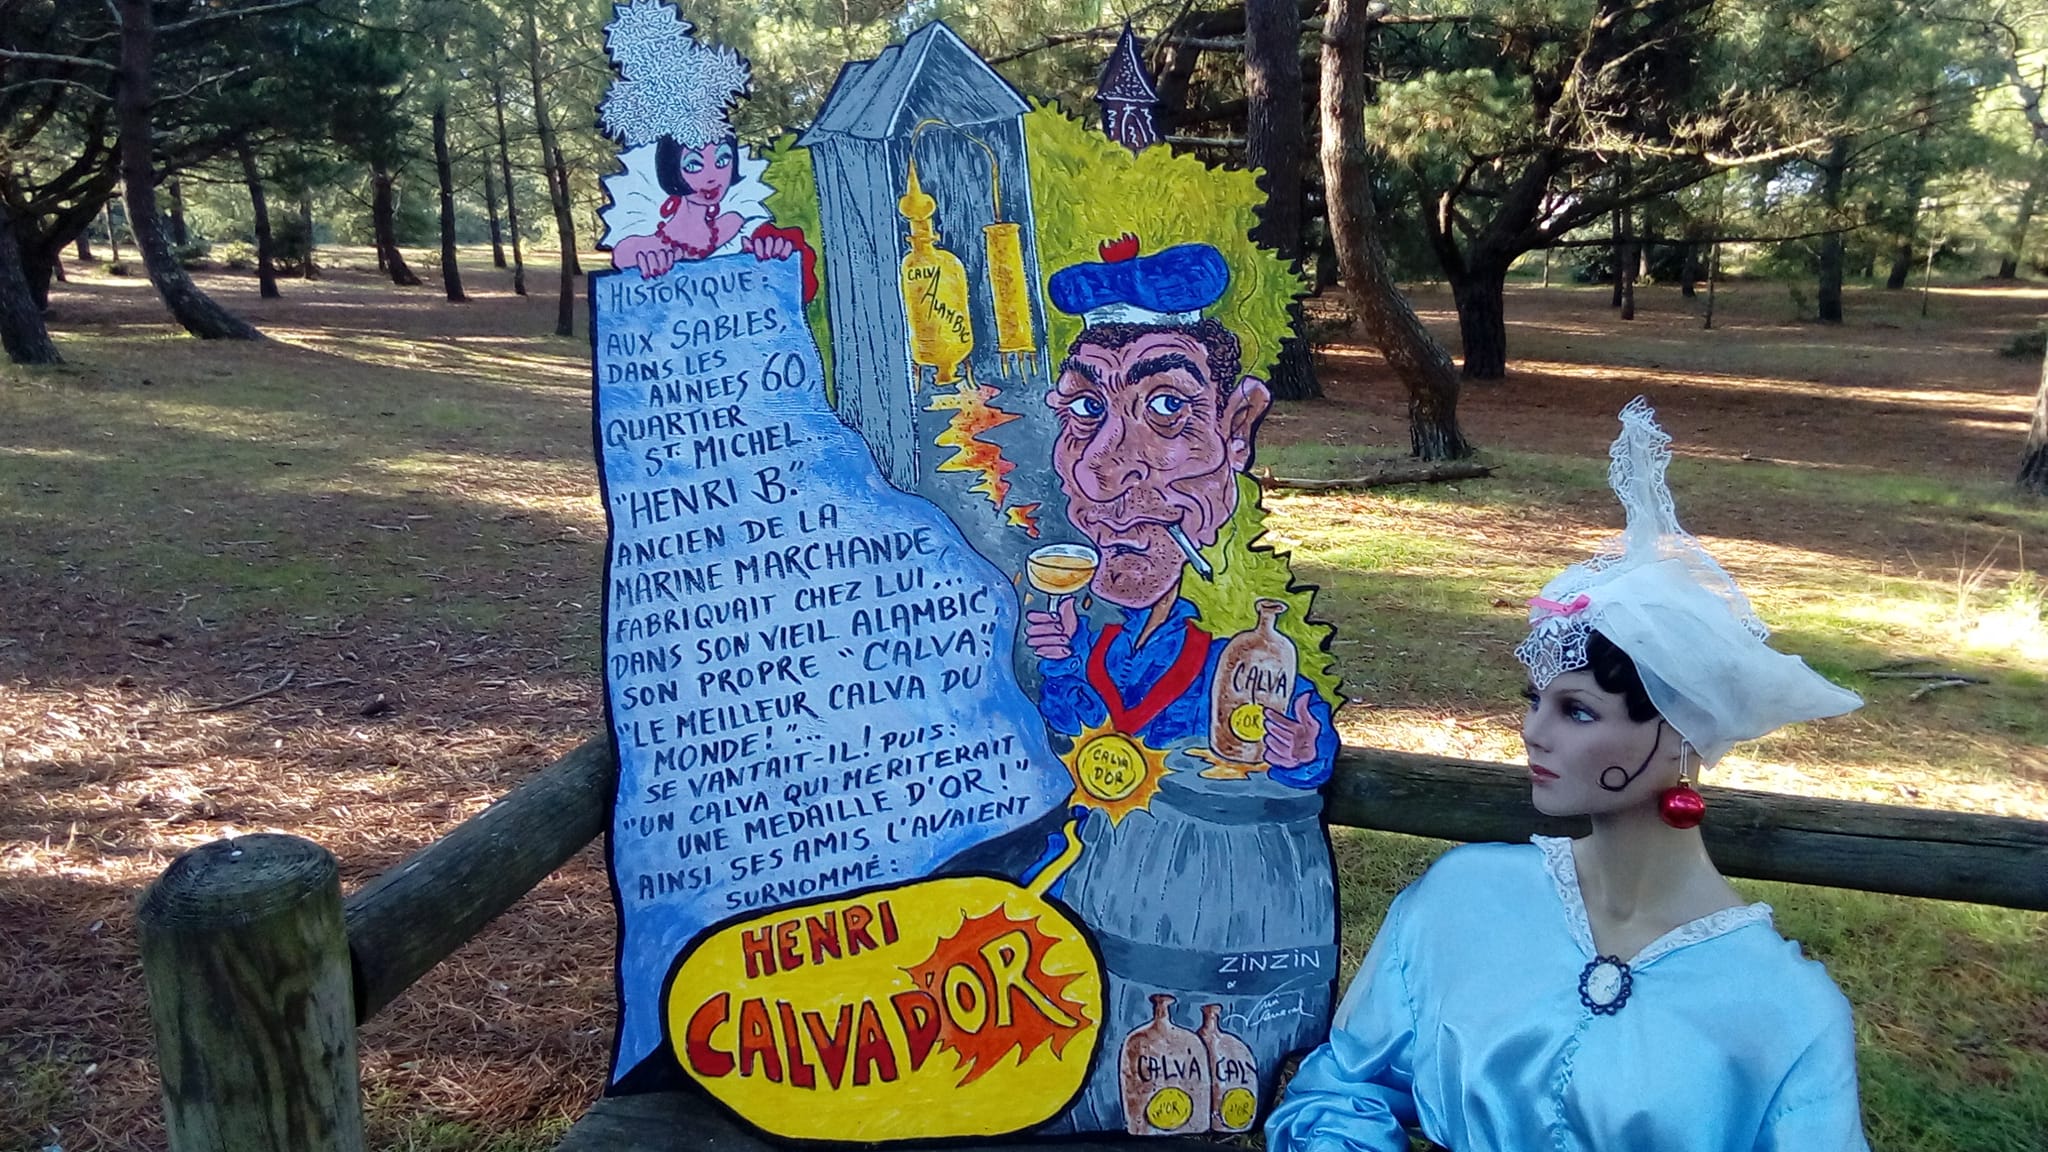 HISTORIQUE:
AUX SABLES,
DANS LES
ANNEES 60,
QUARTIER
ST. MICHEL...
"HENRI B."
ANCIEN DE LA
MARINE MARCHANDE,
FABRIQUAIT CHEZ LUI...
DANS SON VIEIL ALAMBIC,
SON PROPRE "CALVA":
"LE MEILLEUR CALVA DU
MONDE!"...
SE VANTAIT-IL! PUIS:
"UN CALVA QUI MERITERAIT
UNE MEDAILLE D'OR!"
AINSI SES AMIS L'AVAIENT
SURNOMMÉ:
HENRI
CALVAD'OR
CALV
ALAMBIC
CALVA
D'OR
CALVA
D'OR
ZINZIN
CALVA
D'OR
CALV
D'OR